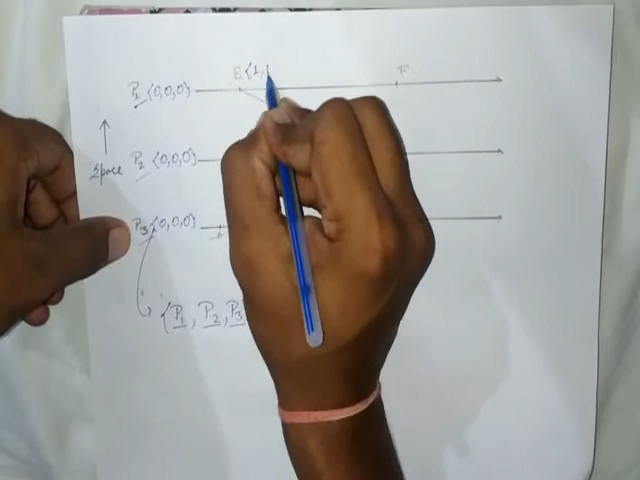 E {1,
F
P1 {0,0,0}
P2 {0,0,0}
Space
P3 {0,0,0}
A
{P1, P2, P3